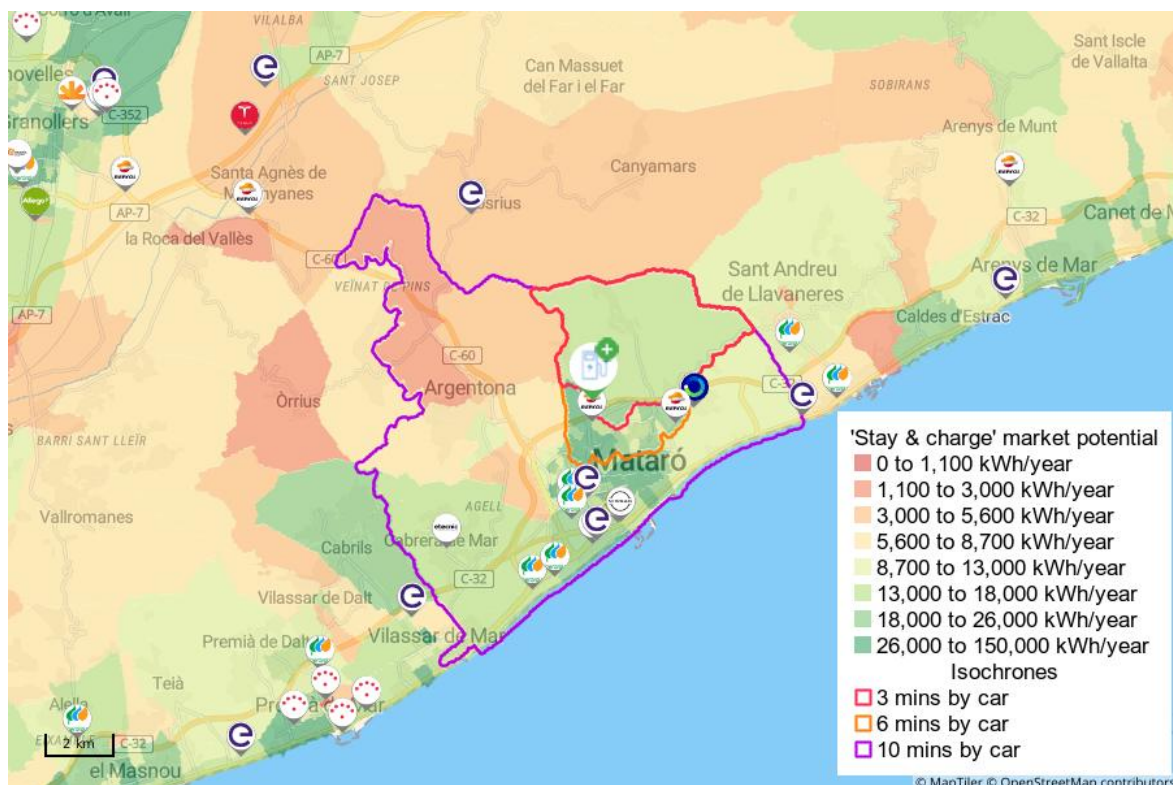 VILALBA
AP-7
SANT JOSEP
Can Massuet
del Far i el Far
Sant Iscle
de Vallalta
SOBIRANS
C-352
Granollers
Arenys de Munt
Santa Agnès de
Canyamars
Allego
REPSOL
AP-7
C-32
Canet de M
la Roca del Vallès
C-60
VEÏNAT DE PINS
Sant Andreu
de Llavaneres
Arenys de Mar
Caldes d'Estrac
AP-7
C-60
C-32
Argentona
REPSOL
Òrrius
BARRI SANT LLEÍR
Mataró
Vallromanes
AGELL
etecnic
Cabrils
Cabrera de Mar
C-32
Vilassar de Dalt
Premià de Dalt
Vilassar de Mar
Teià
Alella
2 km
C-32
el Masnou
'Stay & charge' market potential
0 to 1,100 kWh/year
1,100 to 3,000 kWh/year
3,000 to 5,600 kWh/year
5,600 to 8,700 kWh/year
8,700 to 13,000 kWh/year
13,000 to 18,000 kWh/year
18,000 to 26,000 kWh/year
26,000 to 150,000 kWh/year
Isochrones
3 mins by car
6 mins by car
10 mins by car
© MapTiler © OpenStreetMap contributors